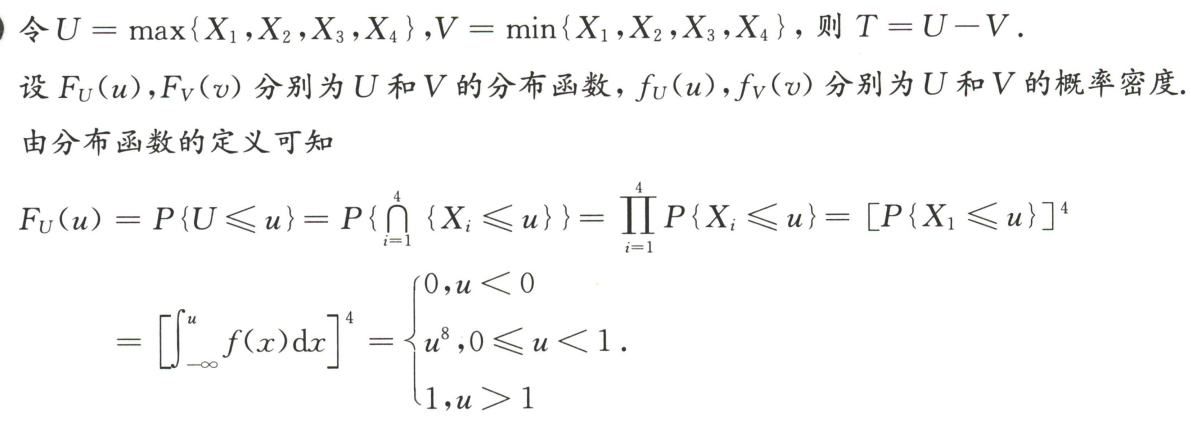 令U = max{X₁,X₂,X₃,X₄},V = min{X₁,X₂,X₃,X₄}, 则 T = U − V.
设 F_U(u),F_V(v) 分别为 U 和 V 的分布函数, f_U(u),f_V(v) 分别为 U 和 V 的概率密度.
由分布函数的定义可知
F_U(u) = P{U ⩽ u} = P{⋂_{i=1}^{4} {X_i ⩽ u}} = ∏_{i=1}^{4} P{X_i ⩽ u} = [P{X₁ ⩽ u}]⁴
= [∫_{−∞}^{u} f(x)dx]⁴ = { 0,u < 0
u⁸,0 ⩽ u < 1.
1,u > 1